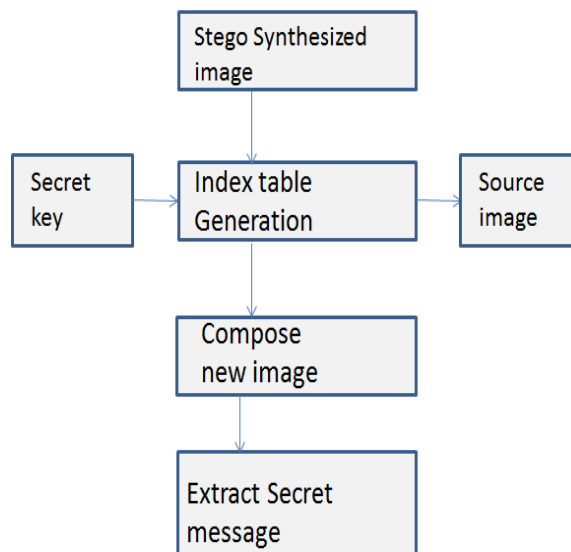 Stego Synthesized
image
Secret
key
Index table
Generation
Source
image
Compose
new image
Extract Secret
message